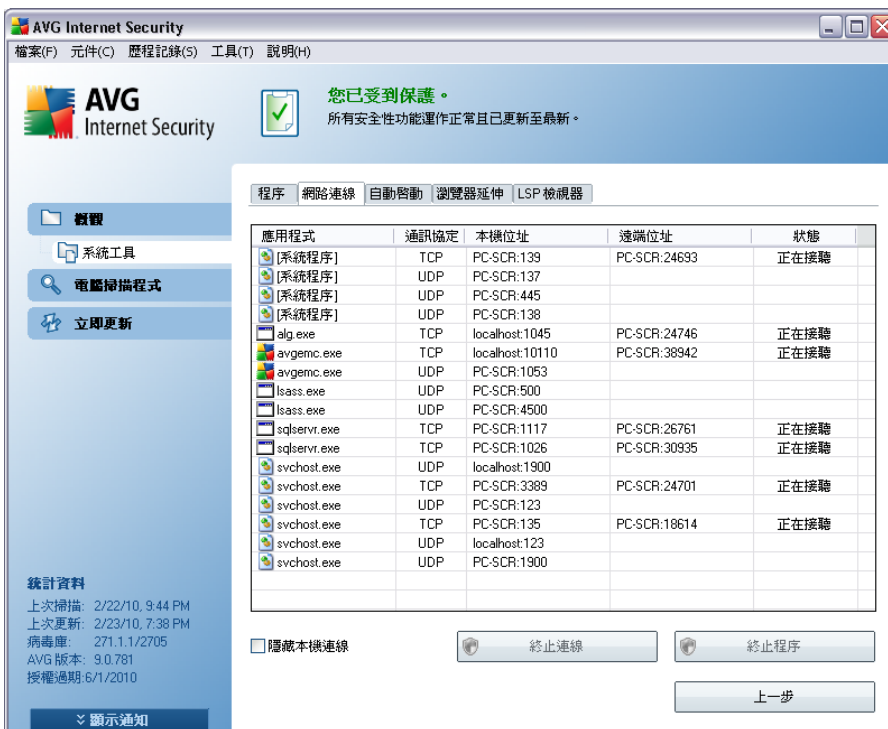 AVG Internet Security
檔案(F) 元件(C) 歷程記錄(S) 工具(T) 說明(H)
AVG
Internet Security
您已受到保護。
所有安全性功能運作正常且已更新至最新。
概觀
系統工具
電腦掃描程式
立即更新
程序 網路連線 自動啓動 瀏覽器延伸 LSP 檢視器
應用程式 通訊協定 本機位址 遠端位址 狀態
[系統程序] TCP PC-SCR:139 PC-SCR:24693 正在接聽
[系統程序] UDP PC-SCR:137
[系統程序] UDP PC-SCR:445
[系統程序] UDP PC-SCR:138
alg.exe TCP localhost:1045 PC-SCR:24746 正在接聽
avgemc.exe TCP localhost:10110 PC-SCR:38942 正在接聽
avgemc.exe UDP PC-SCR:1053
lsass.exe UDP PC-SCR:500
lsass.exe UDP PC-SCR:4500
sqlservr.exe TCP PC-SCR:1117 PC-SCR:26761 正在接聽
sqlservr.exe TCP PC-SCR:1026 PC-SCR:30935 正在接聽
svchost.exe UDP localhost:1900
svchost.exe TCP PC-SCR:3389 PC-SCR:24701 正在接聽
svchost.exe UDP PC-SCR:123
svchost.exe TCP PC-SCR:135 PC-SCR:18614 正在接聽
svchost.exe UDP localhost:123
svchost.exe UDP PC-SCR:1900
隱藏本機連線 終止連線 終止程序
上一步
統計資料
上次掃描: 2/22/10, 9:44 PM
上次更新: 2/23/10, 7:38 PM
病毒庫: 271.1.1/2705
AVG 版本: 9.0.781
授權過期:6/1/2010
顯示通知